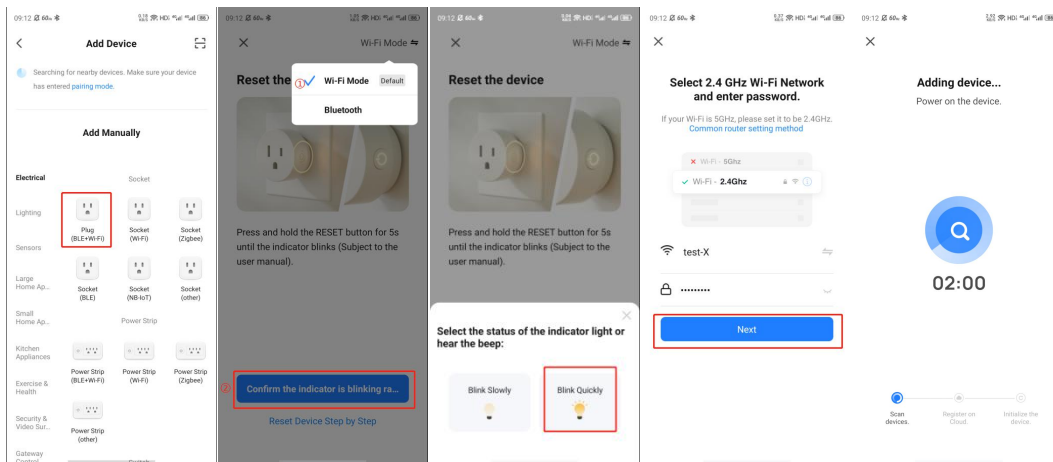 09:12
60ₘ
HD
4G
4G
98
Add Device
Searching for nearby devices. Make sure your device
has entered pairing mode.
Add Manually
Electrical
Socket
Lighting
Plug
(BLE+Wi-Fi)
Socket
(Wi-Fi)
Socket
(Zigbee)
Sensors
Large
Home Ap...
Socket
(BLE)
Socket
(NB-IoT)
Socket
(other)
Small
Home Ap...
Power Strip
Kitchen
Appliances
Power Strip
(BLE+Wi-Fi)
Power Strip
(Wi-Fi)
Power Strip
(Zigbee)
Exercise &
Health
Security &
Video Sur...
Power Strip
(other)
Gateway
09:12
Wi-Fi Mode
Reset the
①
Wi-Fi Mode
Default
Bluetooth
Press and hold the RESET button for 5s
until the indicator blinks (Subject to the
user manual).
②
Confirm the indicator is blinking ra...
Reset Device Step by Step
09:12
Wi-Fi Mode
Reset the device
Press and hold the RESET button for 5s
until the indicator blinks (Subject to the
user manual).
Select the status of the indicator light or
hear the beep:
Blink Slowly
Blink Quickly
09:12
Select 2.4 GHz Wi-Fi Network
and enter password.
If your Wi-Fi is 5GHz, please set it to be 2.4GHz.
Common router setting method
Wi-Fi - 5Ghz
Wi-Fi - 2.4Ghz
test-X
Next
09:12
Adding device...
Power on the device.
02:00
Scan
devices.
Register on
Cloud.
Initialize the
device.